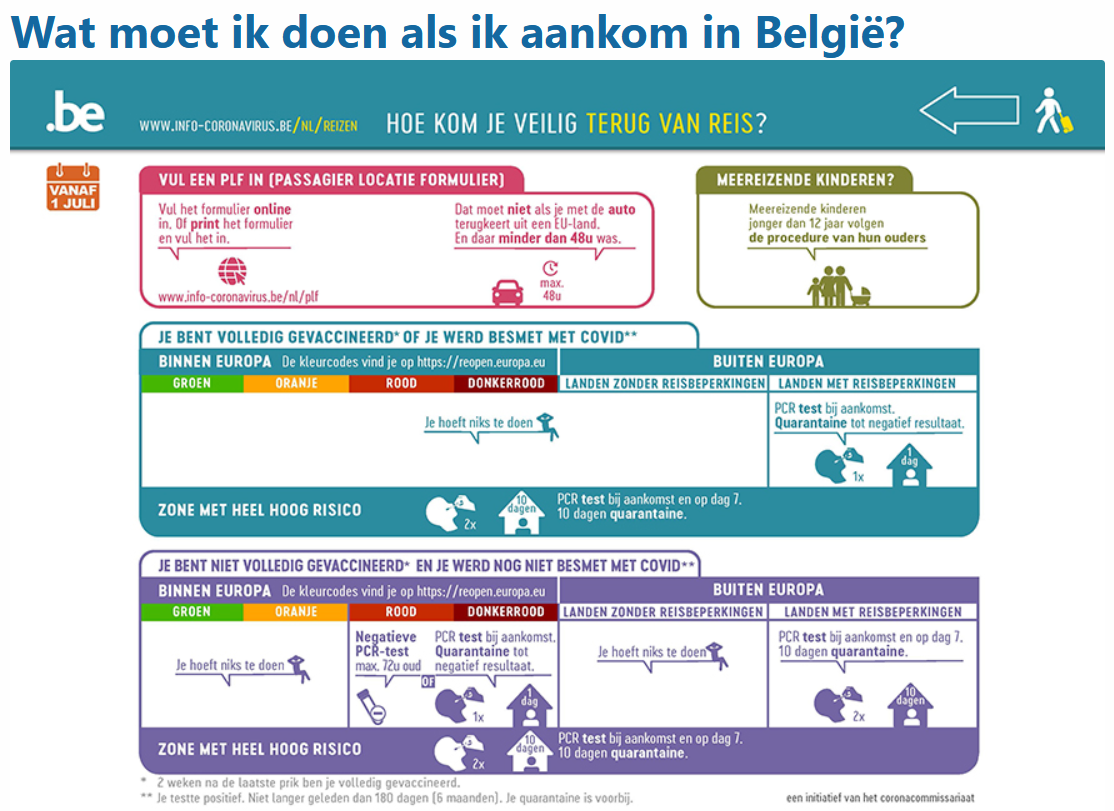 Wat moet ik doen als ik aankom in België?
.be
WWW.INFO-CORONAVIRUS.BE/NL/REIZEN
HOE KOM JE VEILIG TERUG VAN REIS?
VANAF
1 JULI
VUL EEN PLF IN (PASSAGIER LOCATIE FORMULIER)
Vul het formulier online
in. Of print het formulier
en vul het in.
www.info-coronavirus.be/nl/plf
Dat moet niet als je met de auto
terugkeert uit een EU-land.
En daar minder dan 48u was.
max.
48u
MEEREIZENDE KINDEREN?
Meereizende kinderen
jonger dan 12 jaar volgen
de procedure van hun ouders
JE BENT VOLLEDIG GEVACCINEERD* OF JE WERD BESMET MET COVID**
BINNEN EUROPA De kleurcodes vind je op https://reopen.europa.eu
BUITEN EUROPA
GROEN ORANJE ROOD DONKERROOD LANDEN ZONDER REISBEPERKINGEN LANDEN MET REISBEPERKINGEN
Je hoeft niks te doen
PCR test bij aankomst.
Quarantaine tot negatief resultaat.
1x
1
dag
ZONE MET HEEL HOOG RISICO
2x
10
dagen
PCR test bij aankomst en op dag 7.
10 dagen quarantaine.
JE BENT NIET VOLLEDIG GEVACCINEERD* EN JE WERD NOG NIET BESMET MET COVID**
BINNEN EUROPA De kleurcodes vind je op https://reopen.europa.eu
BUITEN EUROPA
GROEN ORANJE ROOD DONKERROOD LANDEN ZONDER REISBEPERKINGEN LANDEN MET REISBEPERKINGEN
Je hoeft niks te doen
Negatieve
PCR-test
max. 72u oud
OF
PCR test bij aankomst.
Quarantaine tot
negatief resultaat.
1x
1
dag
Je hoeft niks te doen
PCR test bij aankomst en op dag 7.
10 dagen quarantaine.
2x
10
dagen
ZONE MET HEEL HOOG RISICO
2x
10
dagen
PCR test bij aankomst en op dag 7.
10 dagen quarantaine.
* 2 weken na de laatste prik ben je volledig gevaccineerd.
** Je testte positief. Niet langer geleden dan 180 dagen (6 maanden). Je quarantaine is voorbij.
een initiatief van het coronacommissariaat